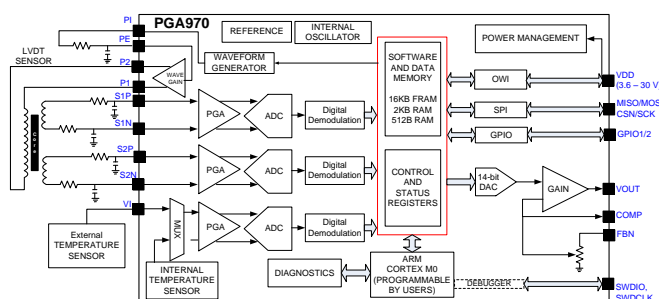 PGA970
PI
PE
P2
P1
S1P
S1N
S2P
S2N
VI
LVDT
SENSOR
Core
REFERENCE
INTERNAL
OSCILLATOR
WAVEFORM
GENERATOR
WAVE
GAIN
PGA
ADC
Digital
Demodulation
PGA
ADC
Digital
Demodulation
MUX
PGA
ADC
Digital
Demodulation
External
TEMPERATURE
SENSOR
INTERNAL
TEMPERATURE
SENSOR
SOFTWARE
AND DATA
MEMORY
16KB FRAM
2KB RAM
512B RAM
CONTROL
AND
STATUS
REGISTERS
POWER MANAGEMENT
OWI
SPI
GPIO
14-bit
DAC
GAIN
DIAGNOSTICS
ARM
CORTEX M0
(PROGRAMMABLE
BY USERS)
DEBUGGER
VDD
(3.6 – 30 V)
MISO/MOSI
CSN/SCK
GPIO1/2
VOUT
COMP
FBN
SWDIO,
SWDCLK